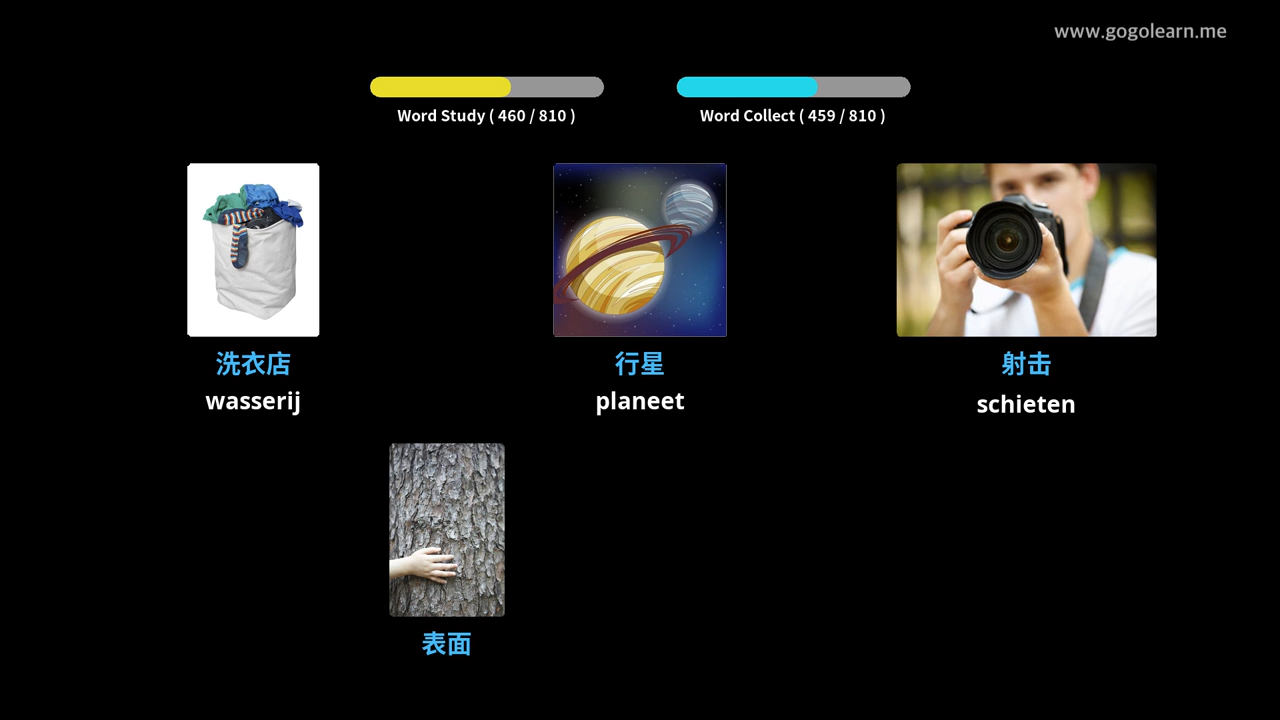 www.gogolearn.me
Word Study ( 460 / 810 )
Word Collect ( 459 / 810 )
洗衣店
wasserij
行星
planeet
射击
schieten
表面